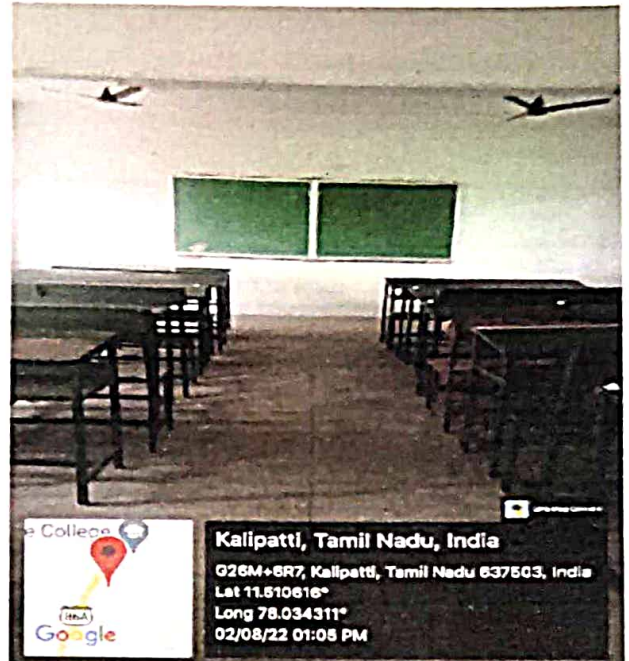 e College
Google
Kalipatti, Tamil Nadu, India
G26M+6R7, Kalipatti, Tamil Nadu 637503, India
Lat 11.510616°
Long 78.034311°
02/08/22 01:05 PM